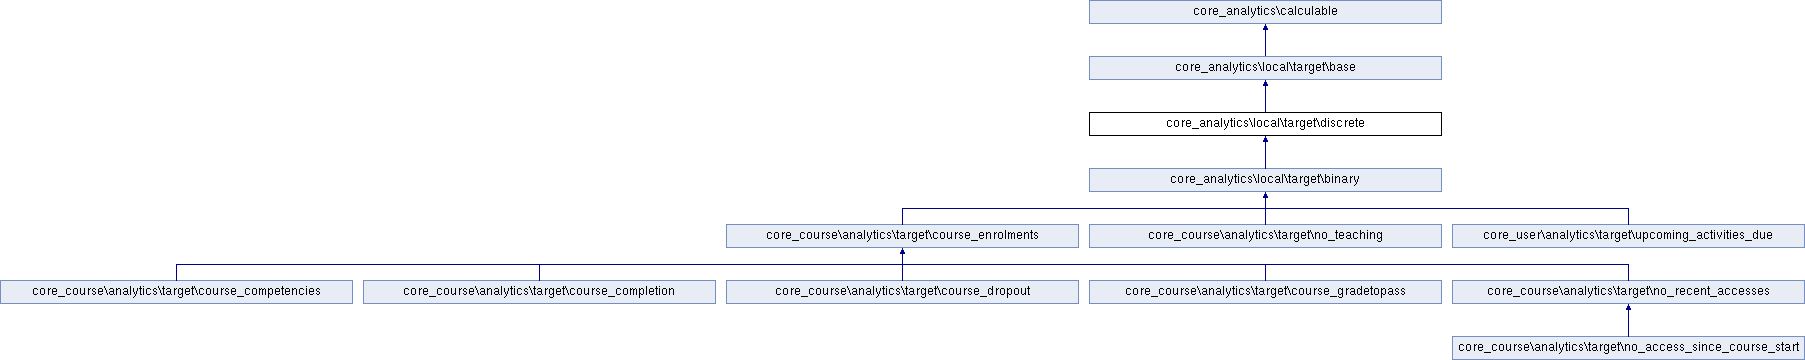 core_analytics\calculable
core_analytics\local\target\base
core_analytics\local\target\discrete
core_analytics\local\target\binary
core_course\analytics\target\course_enrolments
core_course\analytics\target\no_teaching
core_user\analytics\target\upcoming_activities_due
core_course\analytics\target\course_competencies
core_course\analytics\target\course_completion
core_course\analytics\target\course_dropout
core_course\analytics\target\course_gradetopass
core_course\analytics\target\no_recent_accesses
core_course\analytics\target\no_access_since_course_start